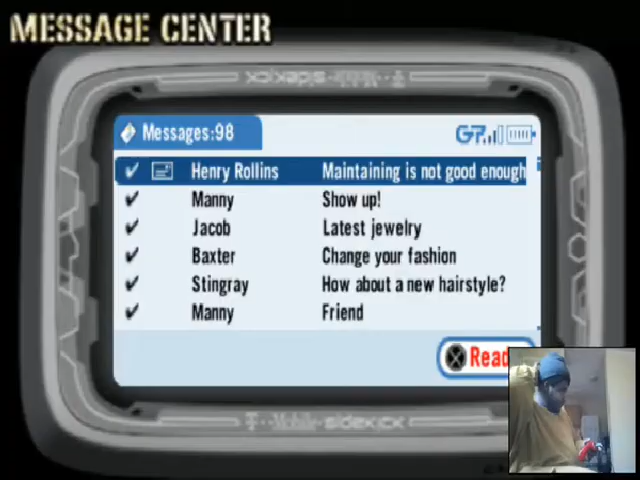 MESSAGE CENTER
Messages:98
Henry Rollins Maintaining is not good enough
Manny Show up!
Jacob Latest jewelry
Baxter Change your fashion
Stingray How about a new hairstyle?
Manny Friend
Read
T-Mobile sidekick